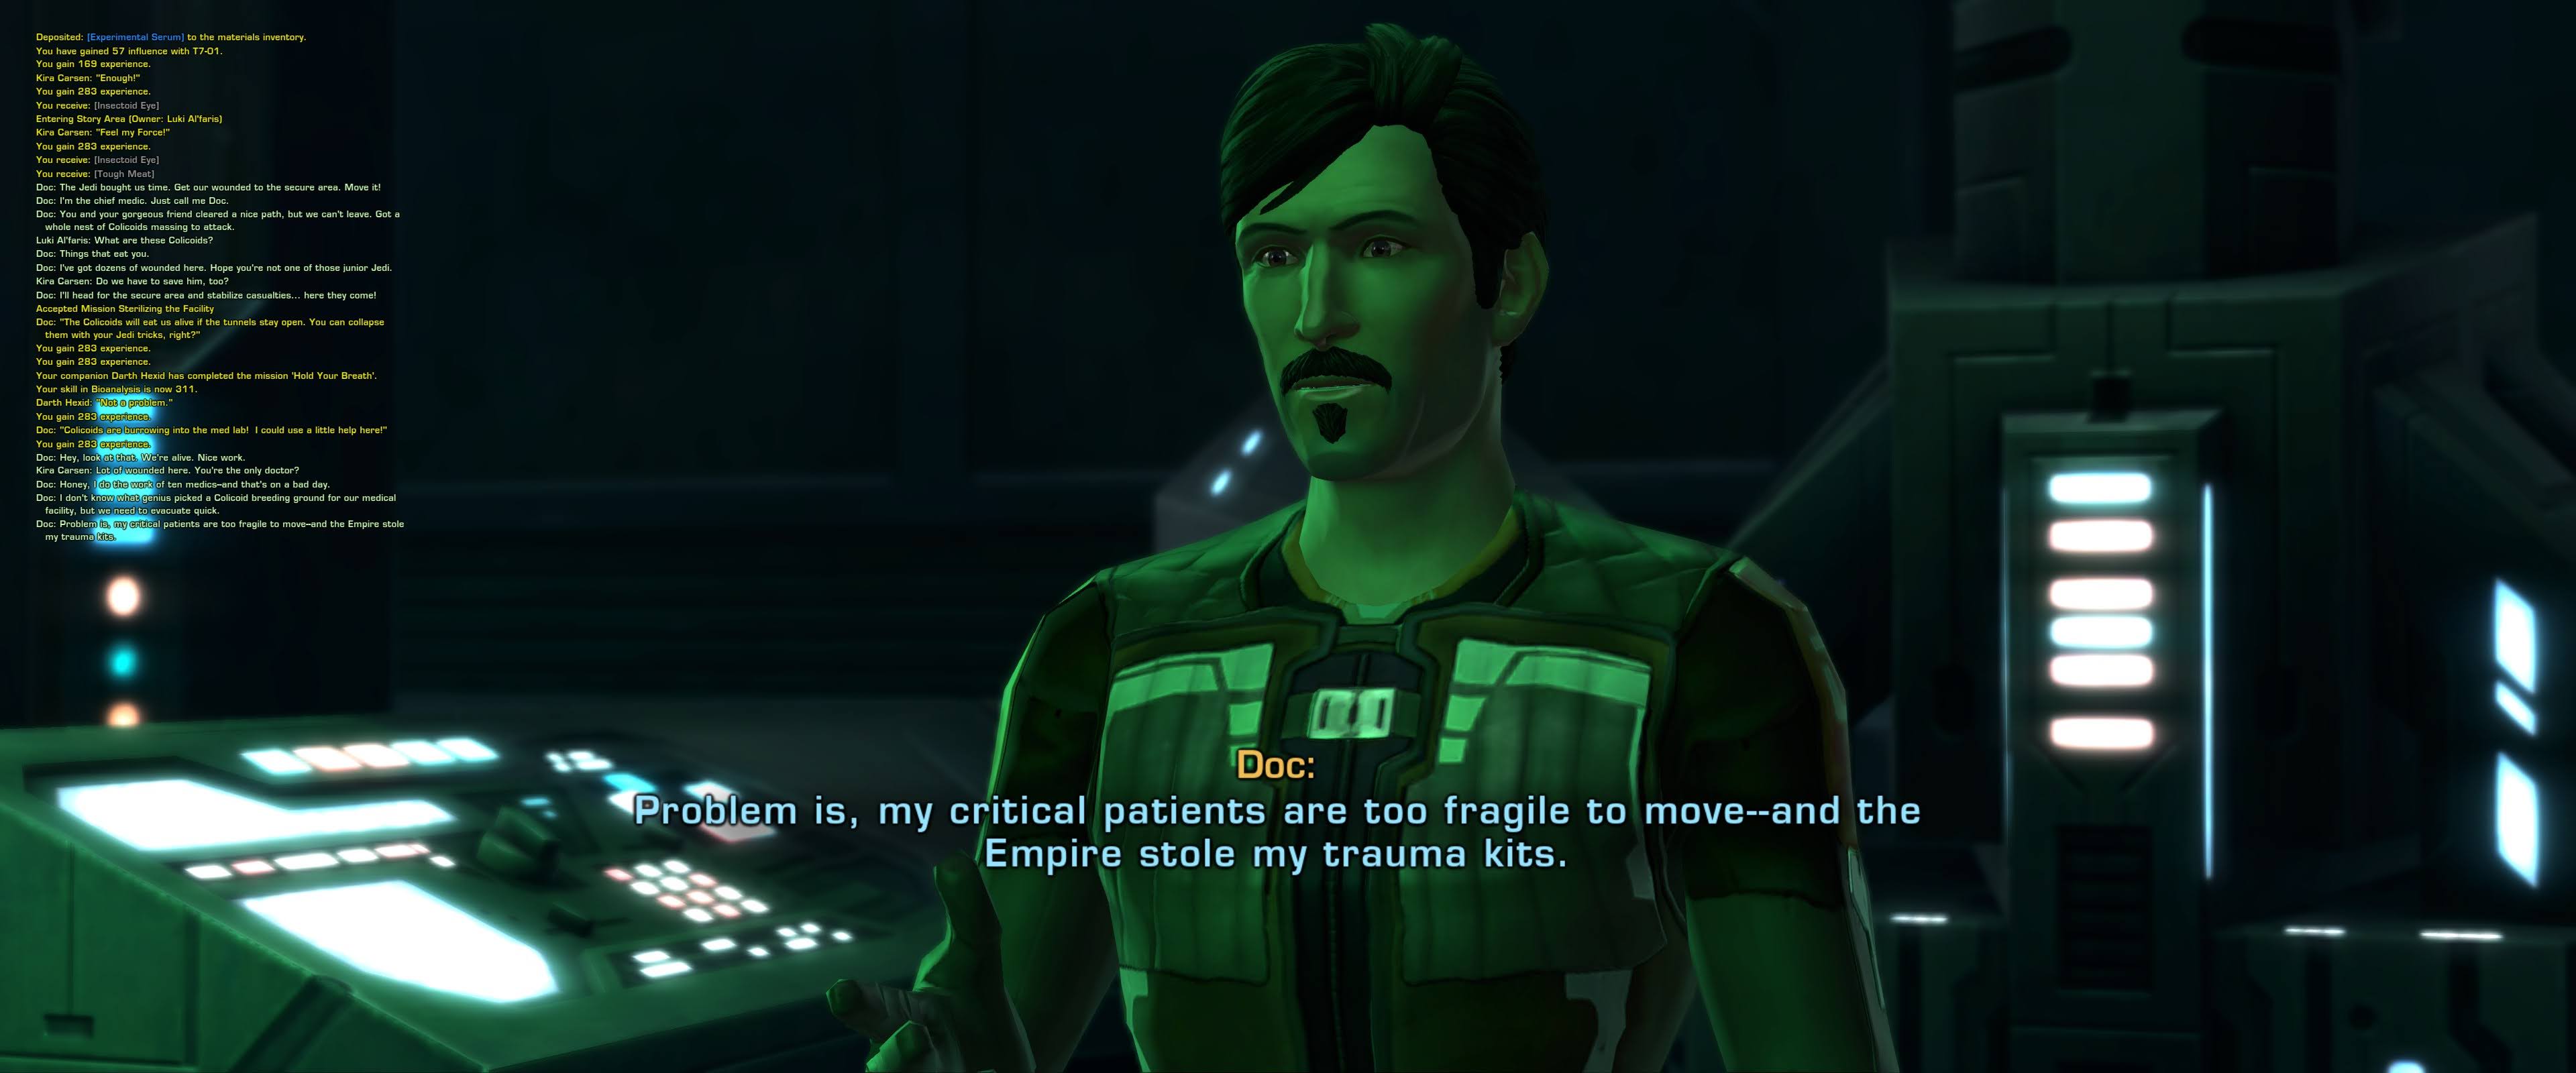 Deposited: [Experimental Serum] to the materials inventory.
You have gained 57 influence with T7-01.
You gain 169 experience.
Kira Carsen: "Enough!"
You gain 283 experience.
You receive: [Insectoid Eye]
Entering Story Area (Owner: Luki Al'faris)
Kira Carsen: "Feel my Force!"
You gain 283 experience.
You receive: [Insectoid Eye]
You receive: [Tough Meat]
Doc: The Jedi bought us time. Get our wounded to the secure area. Move it!
Doc: I'm the chief medic. Just call me Doc.
Doc: You and your gorgeous friend cleared a nice path, but we can't leave. Got a
whole nest of Colicoids massing to attack.
Luki Al'faris: What are these Colicoids?
Doc: Things that eat you.
Doc: I've got dozens of wounded here. Hope you're not one of those junior Jedi.
Kira Carsen: Do we have to save him, too?
Doc: I'll head for the secure area and stabilize casualties... here they come!
Accepted Mission Sterilizing the Facility
Doc: "The Colicoids will eat us alive if the tunnels stay open. You can collapse
them with your Jedi tricks, right?"
You gain 283 experience.
You gain 283 experience.
Your companion Darth Hexid has completed the mission 'Hold Your Breath'.
Your skill in Bioanalysis is now 311.
Darth Hexid: "Not a problem."
You gain 283 experience.
Doc: "Colicoids are burrowing into the med lab!  I could use a little help here!"
You gain 283 experience.
Doc: Hey, look at that. We're alive. Nice work.
Kira Carsen: Lot of wounded here. You're the only doctor?
Doc: Honey, I do the work of ten medics--and that's on a bad day.
Doc: I don't know what genius picked a Colicoid breeding ground for our medical
facility, but we need to evacuate quick.
Doc: Problem is, my critical patients are too fragile to move--and the Empire stole
my trauma kits.
Doc:
Problem is, my critical patients are too fragile to move--and the
Empire stole my trauma kits.